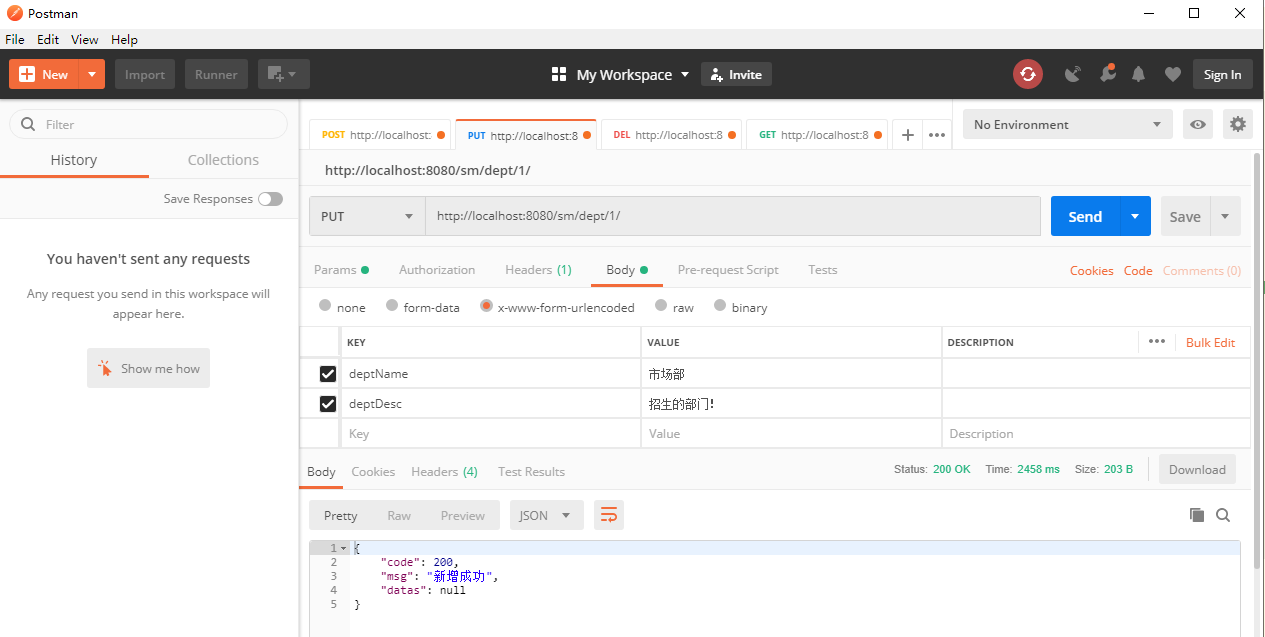 Postman
File Edit View Help
New Import Runner My Workspace Invite Sign In
Filter
History Collections
Save Responses
You haven't sent any requests
Any request you send in this workspace will
appear here.
Show me how
POST http://localhost: PUT http://localhost:8 DEL http://localhost:8 GET http://localhost:8 + ••• No Environment
http://localhost:8080/sm/dept/1/
PUT http://localhost:8080/sm/dept/1/ Send Save
Params Authorization Headers (1) Body Pre-request Script Tests Cookies Code Comments (0)
none form-data x-www-form-urlencoded raw binary
KEY VALUE DESCRIPTION ••• Bulk Edit
deptName 市场部
deptDesc 招生的部门!
Key Value Description
Body Cookies Headers (4) Test Results Status: 200 OK Time: 2458 ms Size: 203 B Download
Pretty Raw Preview JSON
1 {
2 "code": 200,
3 "msg": "新增成功",
4 "datas": null
5 }